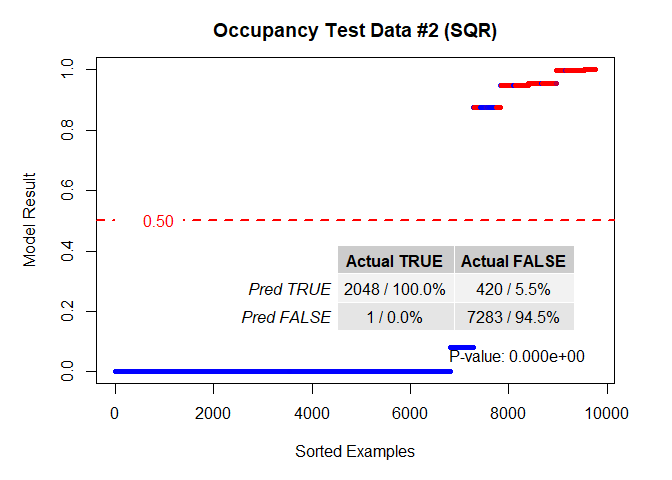 Occupancy Test Data #2 (SQR)
Model Result
1.0
0.8
0.6
0.50
0.4
Actual TRUE Actual FALSE
Pred TRUE 2048 / 100.0% 420 / 5.5%
0.2
Pred FALSE 1 / 0.0% 7283 / 94.5%
P-value: 0.000e+00
0.0
0 2000 4000 6000 8000 10000
Sorted Examples